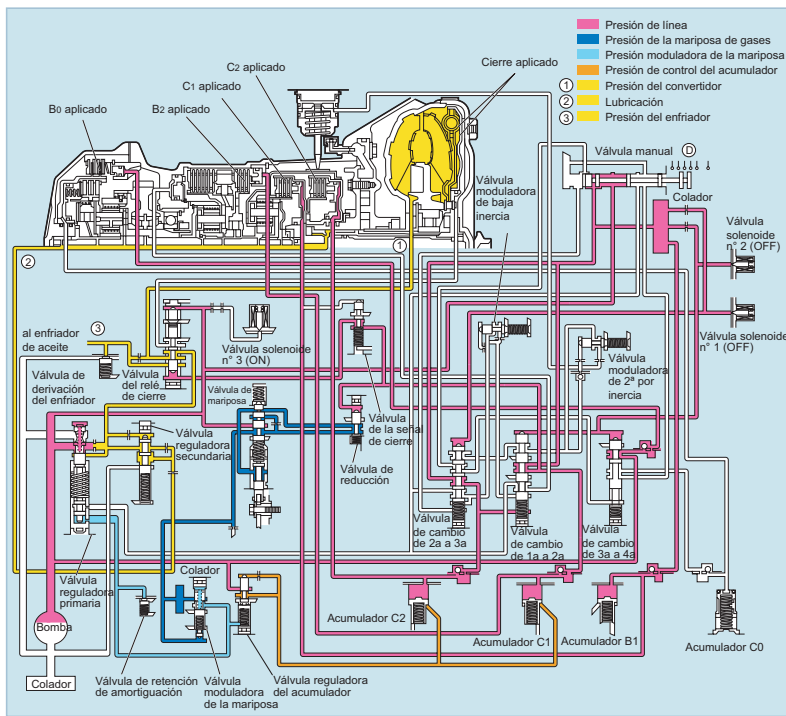 Presión de línea
Presión de la mariposa de gases
Presión moduladora de la mariposa
Presión de control del acumulador
① Presión del convertidor
② Lubricación
③ Presión del enfriador
C2 aplicado
C1 aplicado
B2 aplicado
B0 aplicado
Cierre aplicado
Válvula manual
D
Colador
Válvula
moduladora
de baja
inercia
Válvula
solenoide
n° 2 (OFF)
①
②
③
al enfriador
de aceite
Válvula solenoide
n° 3 (ON)
Válvula solenoide
n° 1 (OFF)
Válvula de
derivación
del enfriador
Válvula
del relé
de cierre
Válvula de
mariposa
Válvula
de la señal
de cierre
Válvula
moduladora
de 2ª por
inercia
Válvula
reguladora
secundaria
Válvula de
reducción
Válvula
de cambio
de 2a a 3a
Válvula
de cambio
de 1a a 2a
Válvula
de cambio
de 3a a 4a
Válvula
reguladora
primaria
Colador
Bomba
Acumulador C2
Acumulador C1
Acumulador B1
Acumulador C0
Colador
Válvula de retención
de amortiguación
Válvula
moduladora
de la mariposa
Válvula reguladora
del acumulador